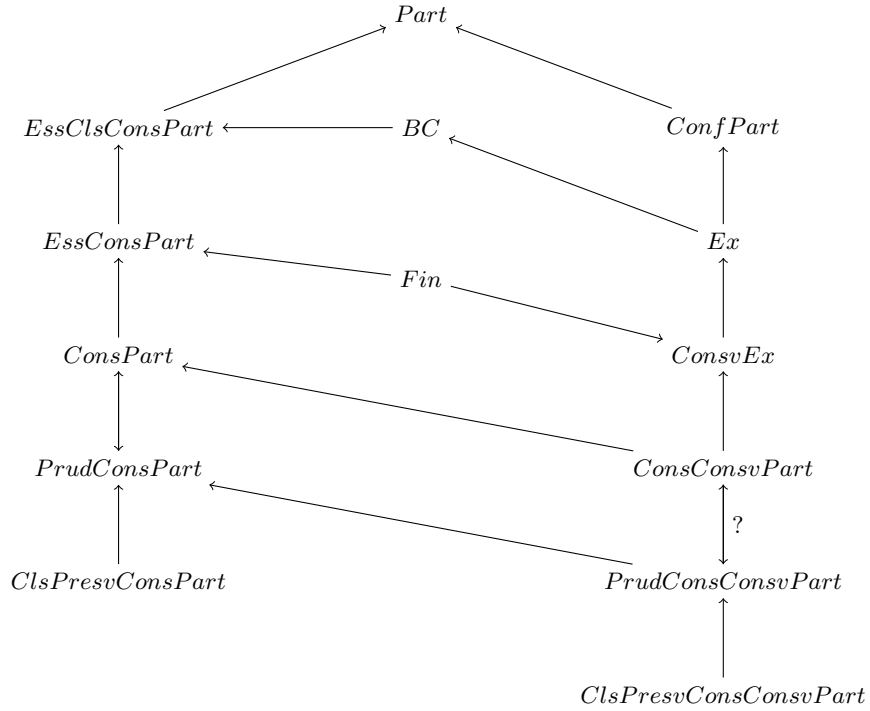 Part
EssClsConsPart BC ConfPart
EssConsPart Ex
Fin
ConsPart ConsvEx
PrudConsPart ConsConsvPart
?
ClsPresvConsPart PrudConsConsvPart
ClsPresvConsConsvPart